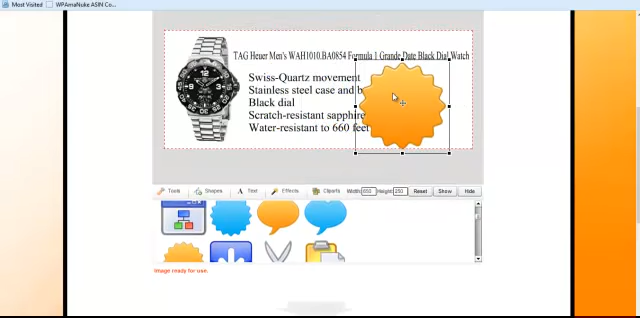 Most Visited WPAmaNuke ASIN Co...
TAG Heuer Men's WAH1010.BA0854 Formula 1 Grande Date Black Dial Watch
Swiss-Quartz movement
Stainless steel case and b
Black dial
Scratch-resistant sapphire
Water-resistant to 660 feet
Tools Shapes A Text Effects Cliparts Width: 650 Height: 250 Reset Show Hide
Image ready for use.